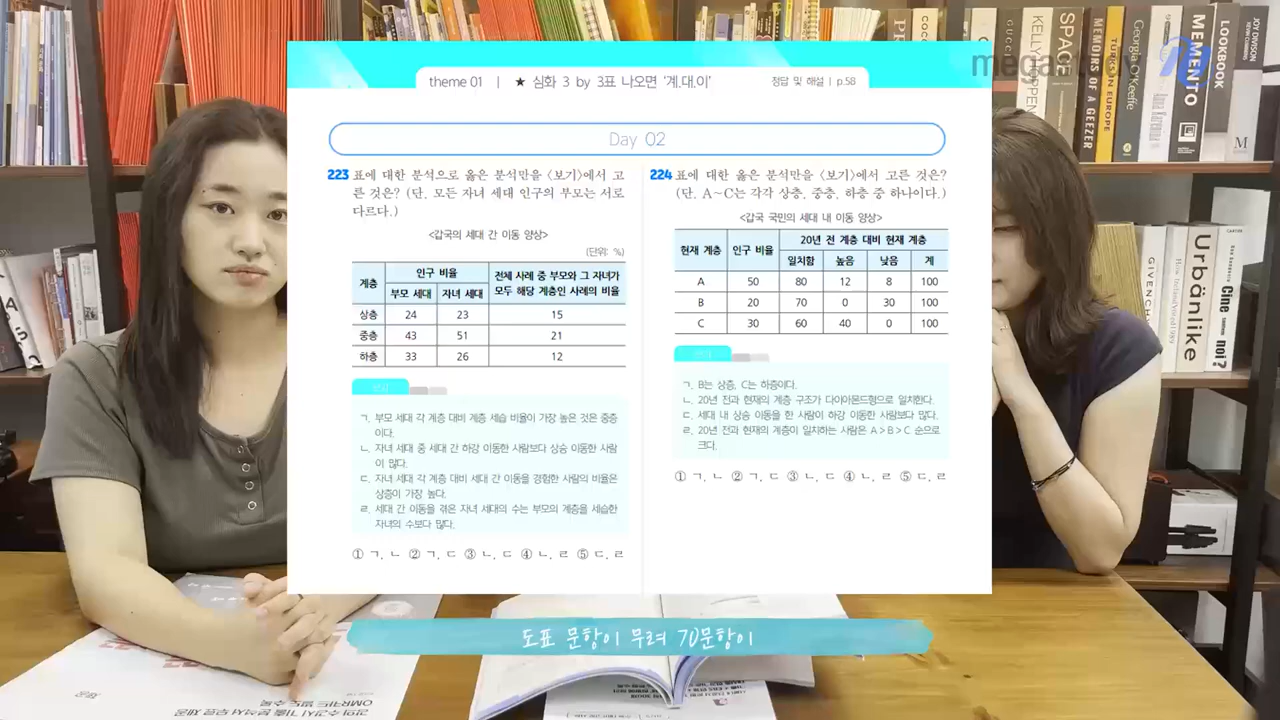 theme 01 ★ 심화 3 by 3표 나오면 '계.대.이' 정답 및 해설 | p.58
Day 02
223 표에 대한 분석으로 옳은 분석만을 <보기>에서 고
른 것은? (단, 모든 자녀 세대 인구의 부모는 서로
다르다.)
<갑국의 세대 간 이동 양상>
(단위: %)
계층 인구 비율 전체 사례 중 부모와 그 자녀가
부모 세대 자녀 세대 모두 해당 계층인 사례의 비율
상층 24 23 15
중층 43 51 21
하층 33 26 12
보기
ㄱ. 부모 세대 각 계층 대비 계층 세습 비율이 가장 높은 것은 중층
이다.
ㄴ. 자녀 세대 중 세대 간 하강 이동한 사람보다 상승 이동한 사람
이 많다.
ㄷ. 자녀 세대 각 계층 대비 세대 간 이동을 경험한 사람의 비율은
상층이 가장 높다.
ㄹ. 세대 간 이동을 겪은 자녀 세대의 수는 부모의 계층을 세습한
자녀의 수보다 많다.
① ㄱ, ㄴ ② ㄱ, ㄷ ③ ㄴ, ㄷ ④ ㄴ, ㄹ ⑤ ㄷ, ㄹ
224 표에 대한 옳은 분석만을 <보기>에서 고른 것은?
(단, A~C는 각각 상층, 중층, 하층 중 하나이다.)
<갑국 국민의 세대 내 이동 양상>
현재 계층 인구 비율 20년 전 계층 대비 현재 계층
일치함 높음 낮음 계
A 50 80 12 8 100
B 20 70 0 30 100
C 30 60 40 0 100
보기
ㄱ. B는 상층, C는 하층이다.
ㄴ. 20년 전과 현재의 계층 구조가 다이아몬드형으로 일치한다.
ㄷ. 세대 내 상승 이동을 한 사람이 하강 이동한 사람보다 많다.
ㄹ. 20년 전과 현재의 계층이 일치하는 사람은 A > B > C 순으로
크다.
① ㄱ, ㄴ ② ㄱ, ㄷ ③ ㄴ, ㄷ ④ ㄴ, ㄹ ⑤ ㄷ, ㄹ
도표 문항이 무려 70문항이
GUCCI
SPACE
MEMOIRS OF A GEEZER
TURKEY IN EUROPE
Georgia O'Keeffe
MEMENTO
LOOKBOOK
JOY DIVISION
M
GIVENCHY
Urbänlike
Cine
noi?